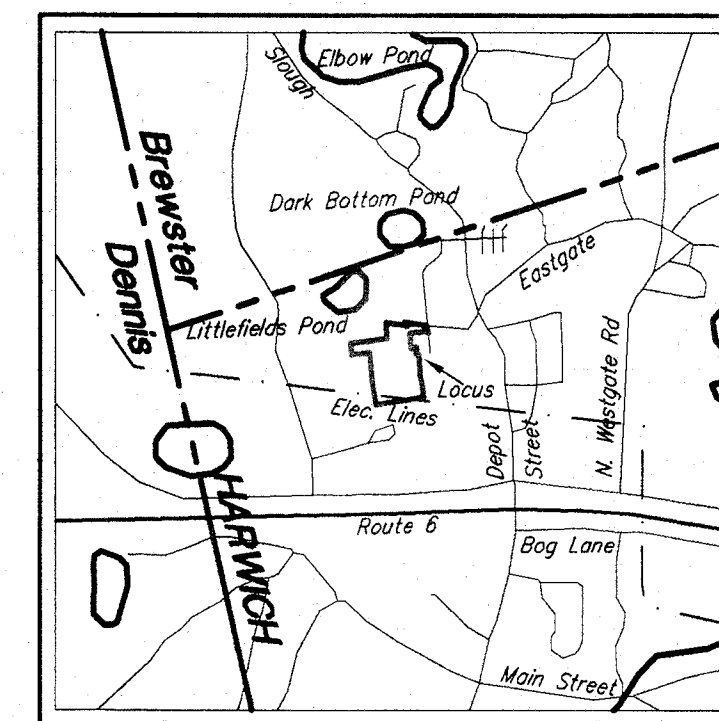 Elbow Pond
Slough
Brewster
Dark Bottom Pond
Dennis
Eastgate
Littlefields Pond
Locus
Elec. Lines
N. Westgate Rd
Depot
Street
HARWICH
Route 6
Bog Lane
Main Street